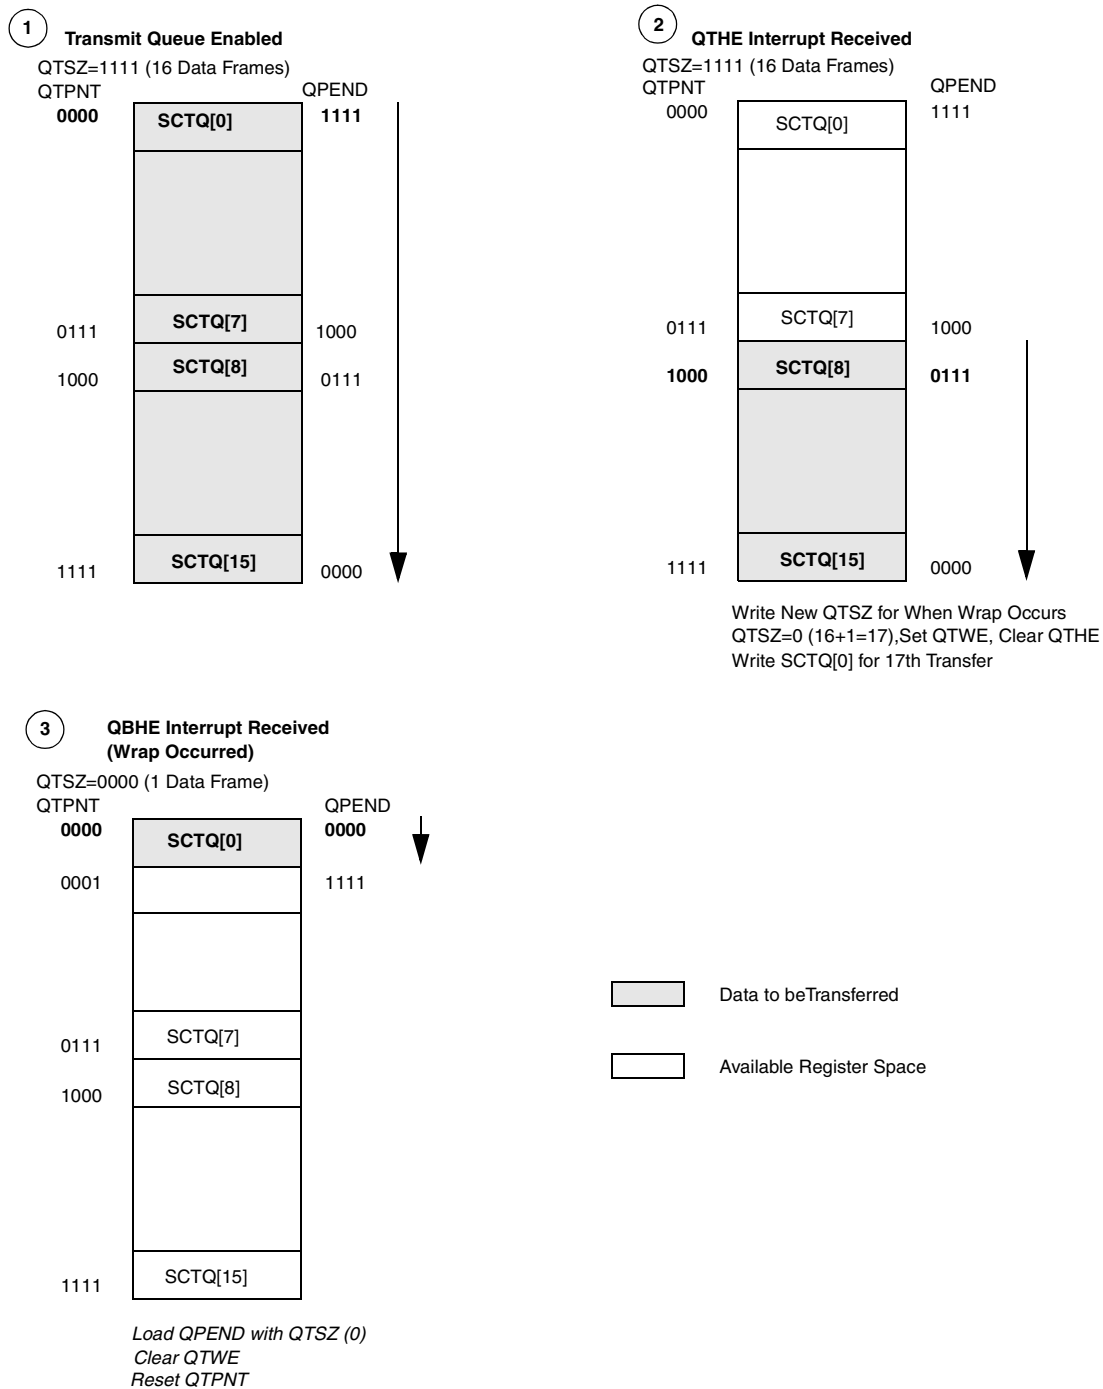 1
Transmit Queue Enabled
QTSZ=1111 (16 Data Frames)
QTPNT QPEND
0000 SCTQ[0] 1111
0111 SCTQ[7] 1000
1000 SCTQ[8] 0111
1111 SCTQ[15] 0000
2
QTHE Interrupt Received
QTSZ=1111 (16 Data Frames)
QTPNT QPEND
0000 SCTQ[0] 1111
0111 SCTQ[7] 1000
1000 SCTQ[8] 0111
1111 SCTQ[15] 0000
Write New QTSZ for When Wrap Occurs
QTSZ=0 (16+1=17),Set QTWE, Clear QTHE
Write SCTQ[0] for 17th Transfer
3
QBHE Interrupt Received
(Wrap Occurred)
QTSZ=0000 (1 Data Frame)
QTPNT QPEND
0000 SCTQ[0] 0000
0001 1111
0111 SCTQ[7]
1000 SCTQ[8]
1111 SCTQ[15]
Load QPEND with QTSZ (0)
Clear QTWE
Reset QTPNT
Data to beTransferred
Available Register Space